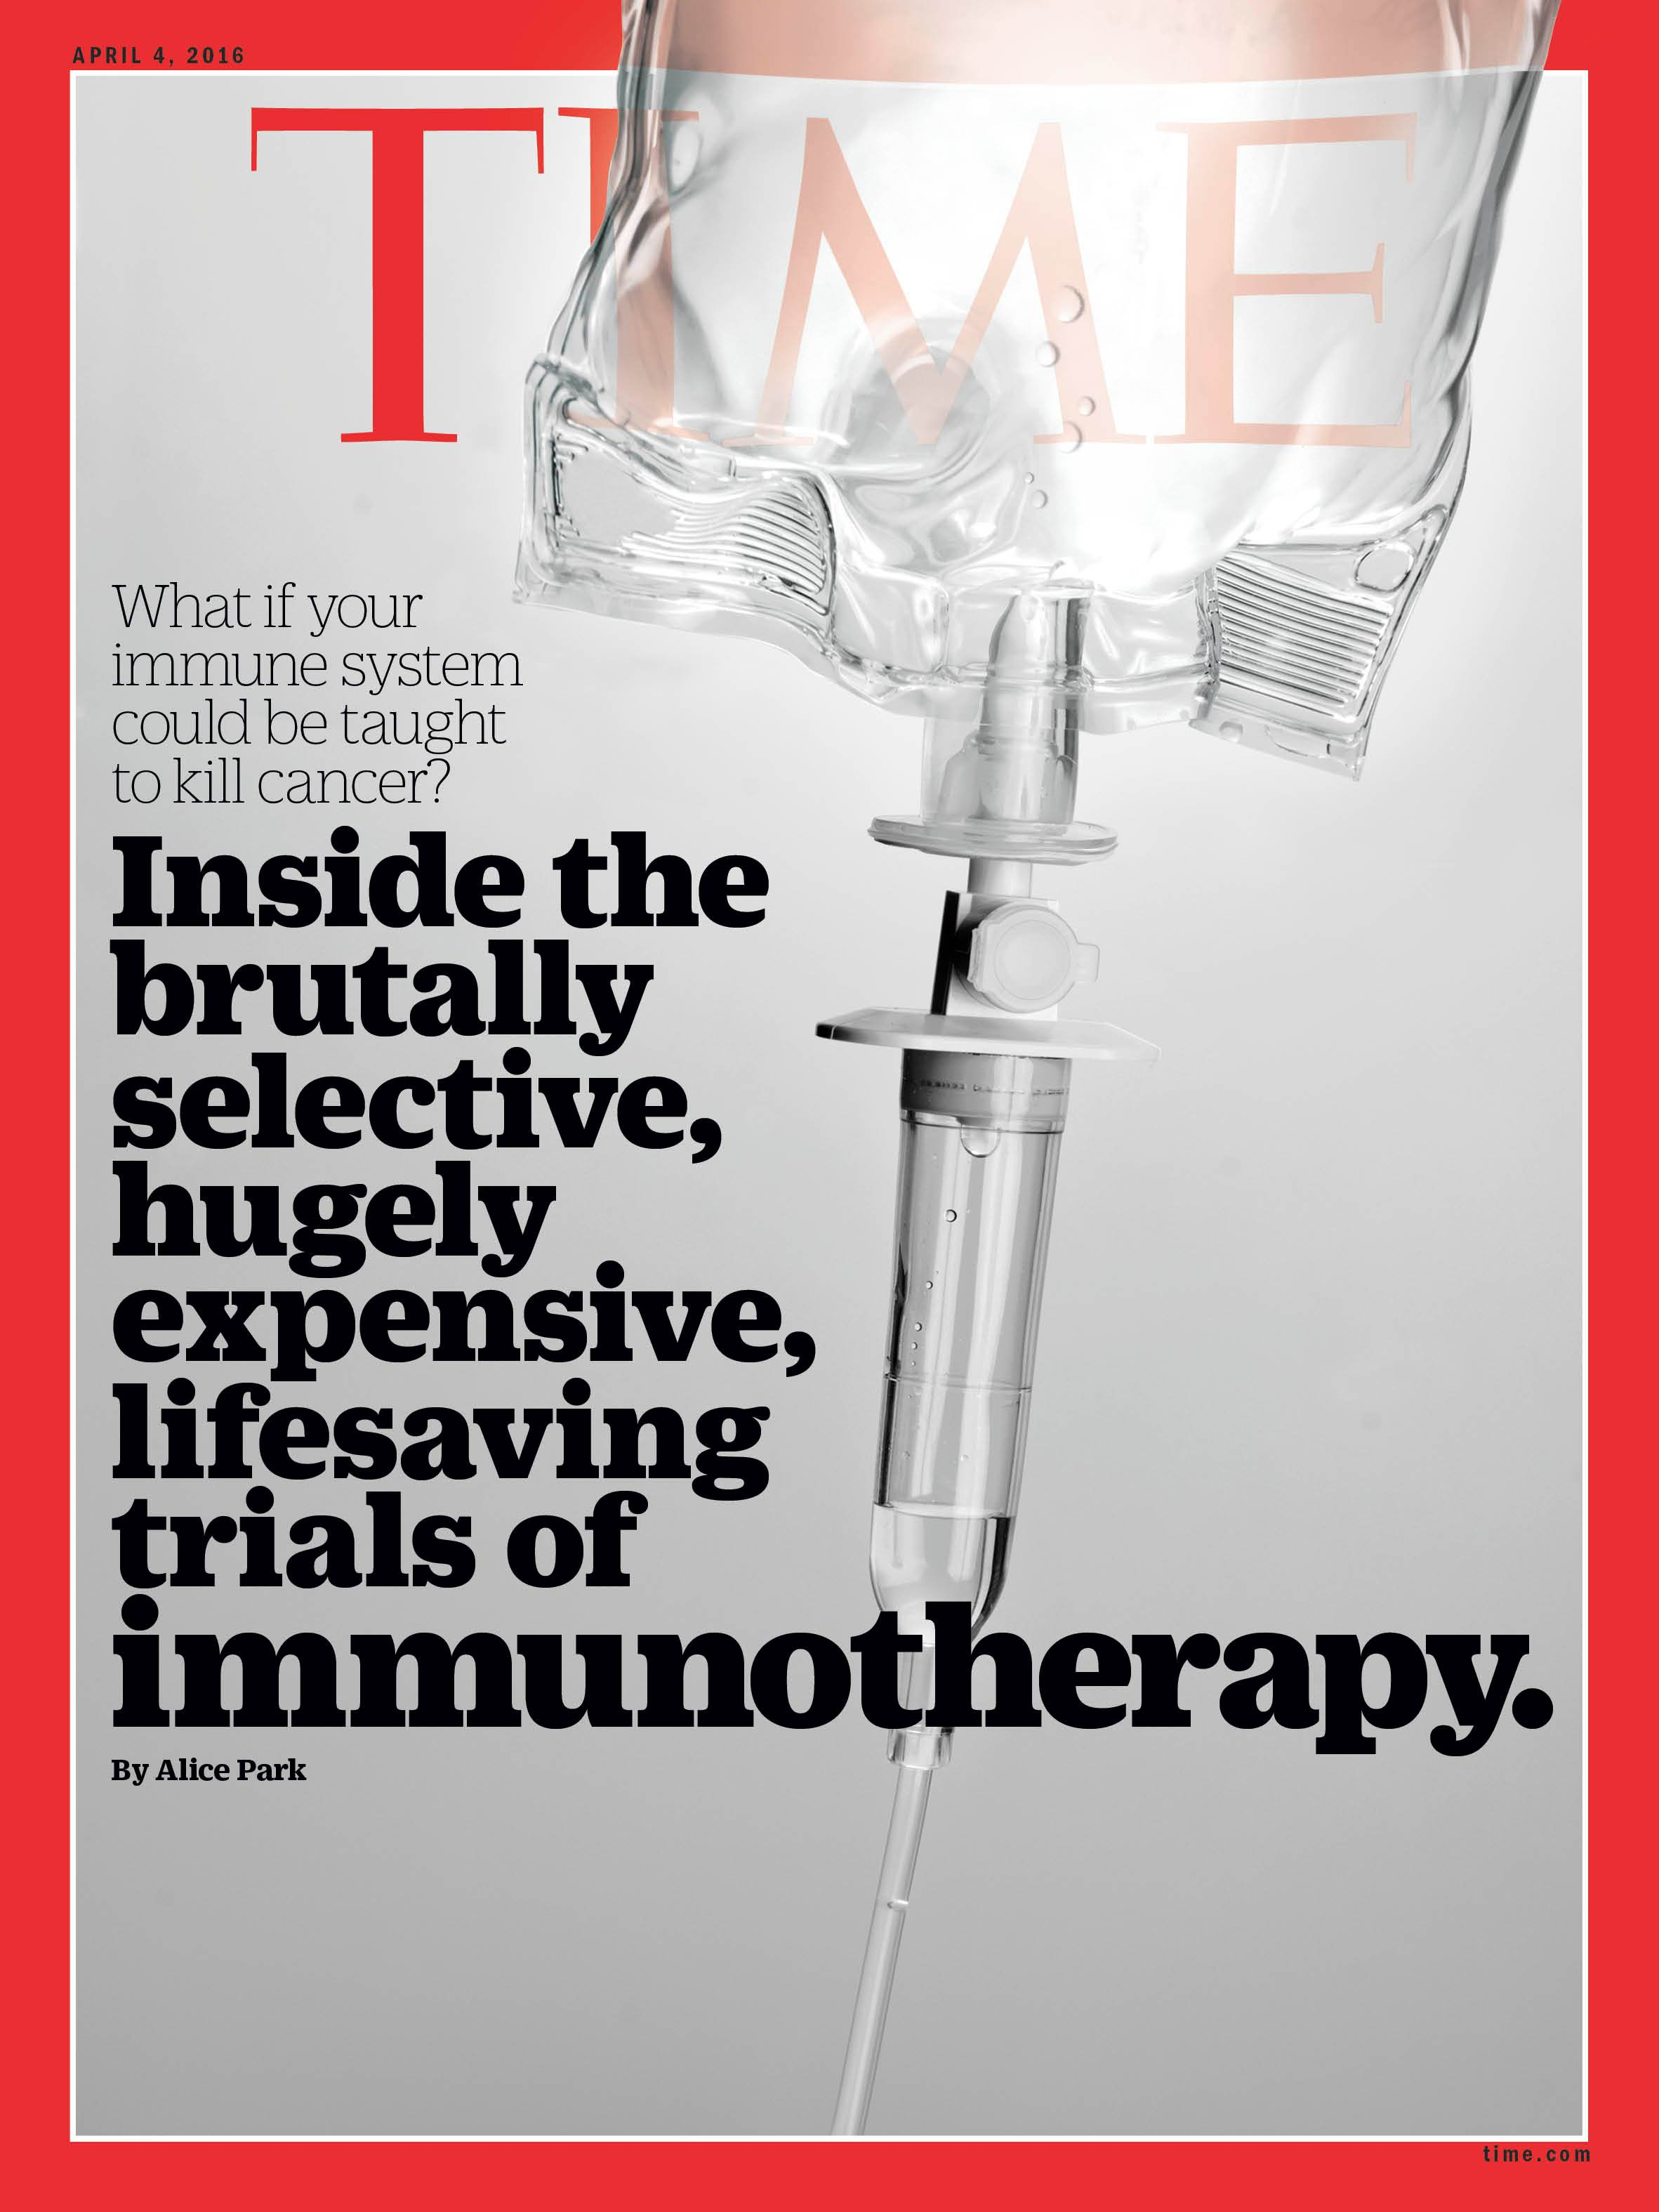 APRIL 4, 2016
TIME
What if your
immune system
could be taught
to kill cancer?
Inside the
brutally
selective,
hugely
expensive,
lifesaving
trials of
immunotherapy.
By Alice Park
time.com